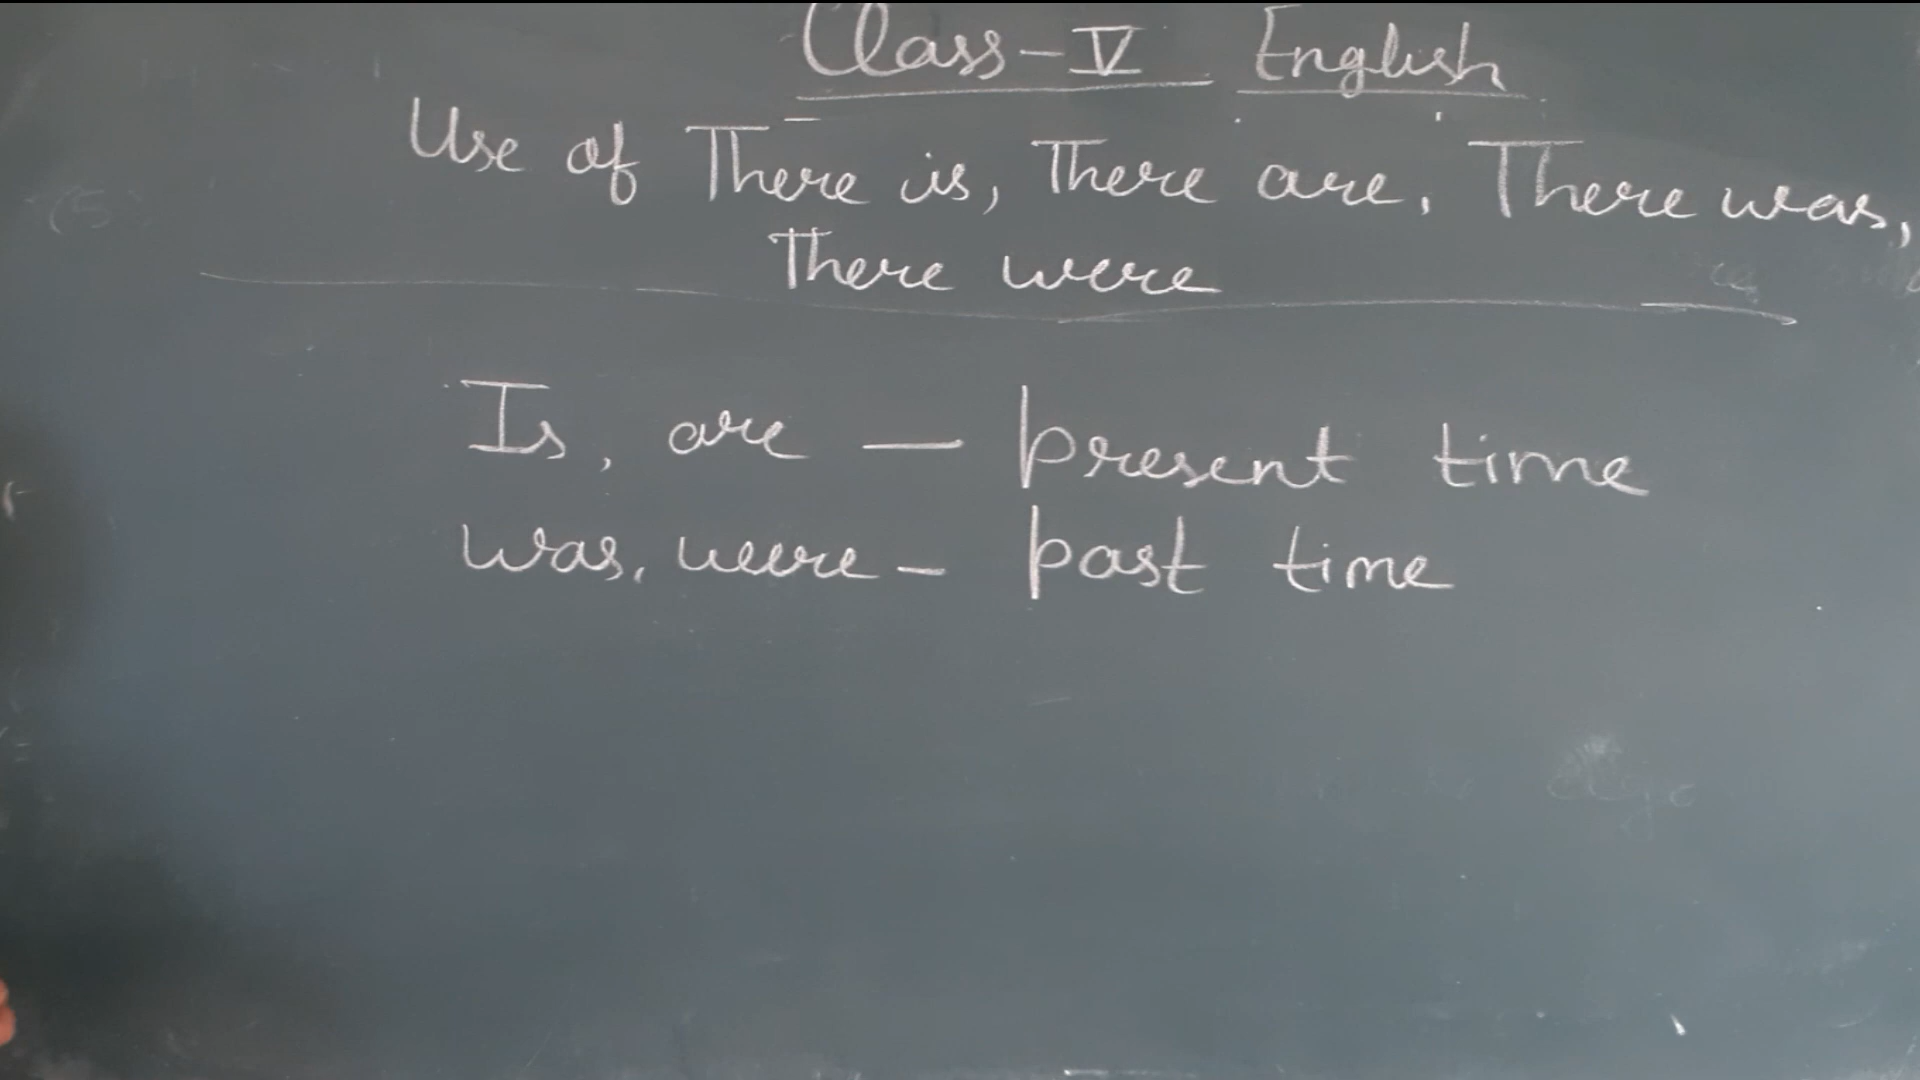 Class - V English
Use of There is, There are, There was,
There were
Is, are — present time
was, were - past time